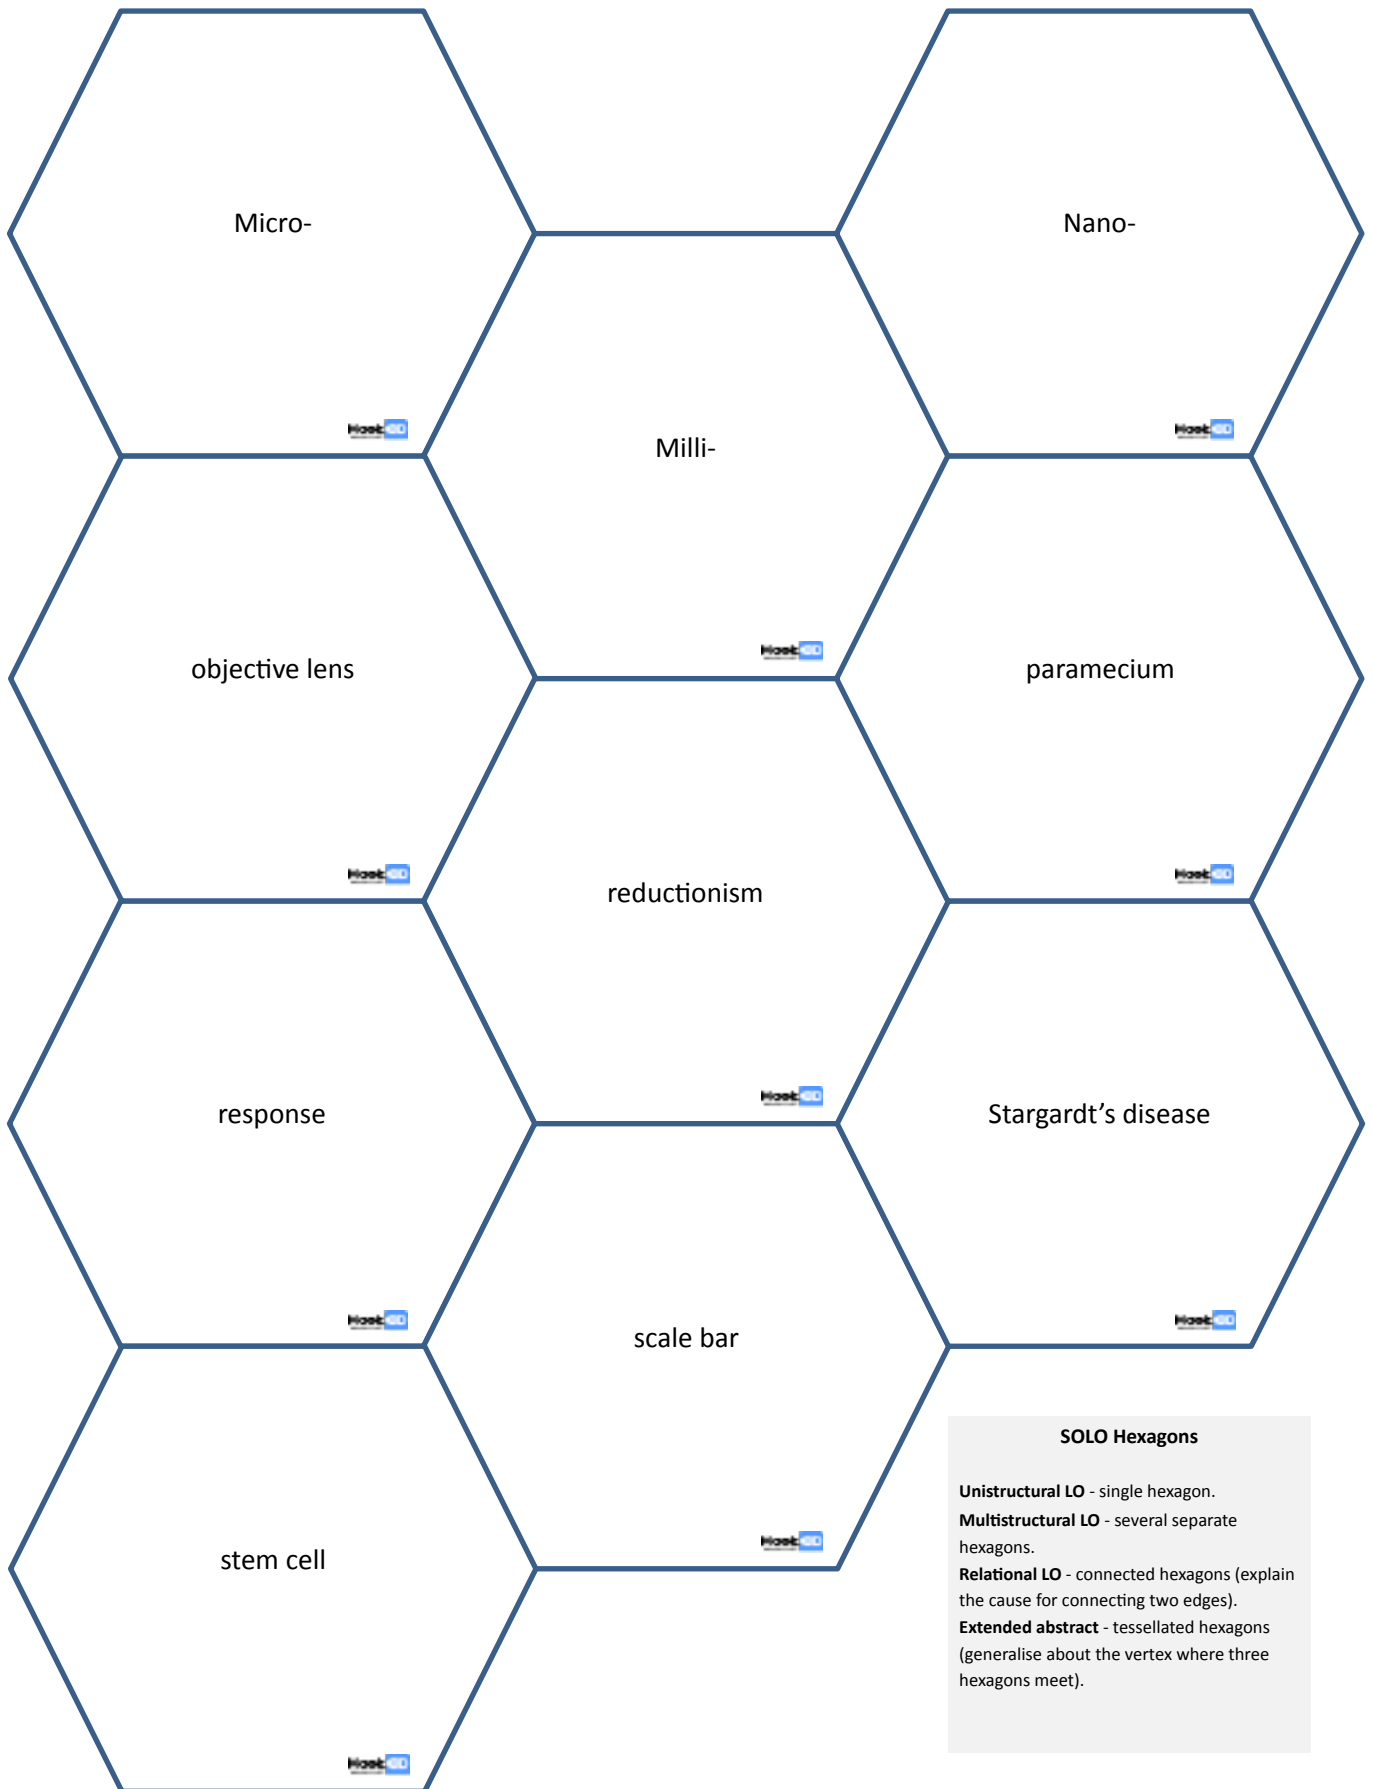 Micro-
Nano-
Milli-
objective lens
paramecium
reductionism
response
Stargardt’s disease
scale bar
stem cell
SOLO Hexagons
Unistructural LO - single hexagon.
Multistructural LO - several separate
hexagons.
Relational LO - connected hexagons (explain
the cause for connecting two edges).
Extended abstract - tessellated hexagons
(generalise about the vertex where three
hexagons meet).